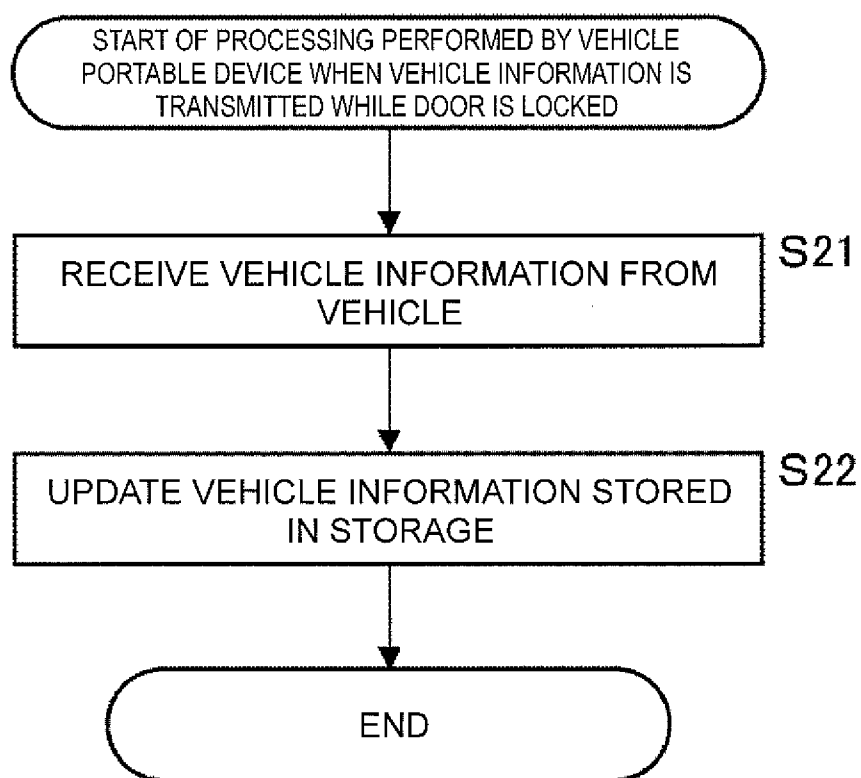 START OF PROCESSING PERFORMED BY VEHICLE
PORTABLE DEVICE WHEN VEHICLE INFORMATION IS
TRANSMITTED WHILE DOOR IS LOCKED
S21
RECEIVE VEHICLE INFORMATION FROM
VEHICLE
S22
UPDATE VEHICLE INFORMATION STORED
IN STORAGE
END